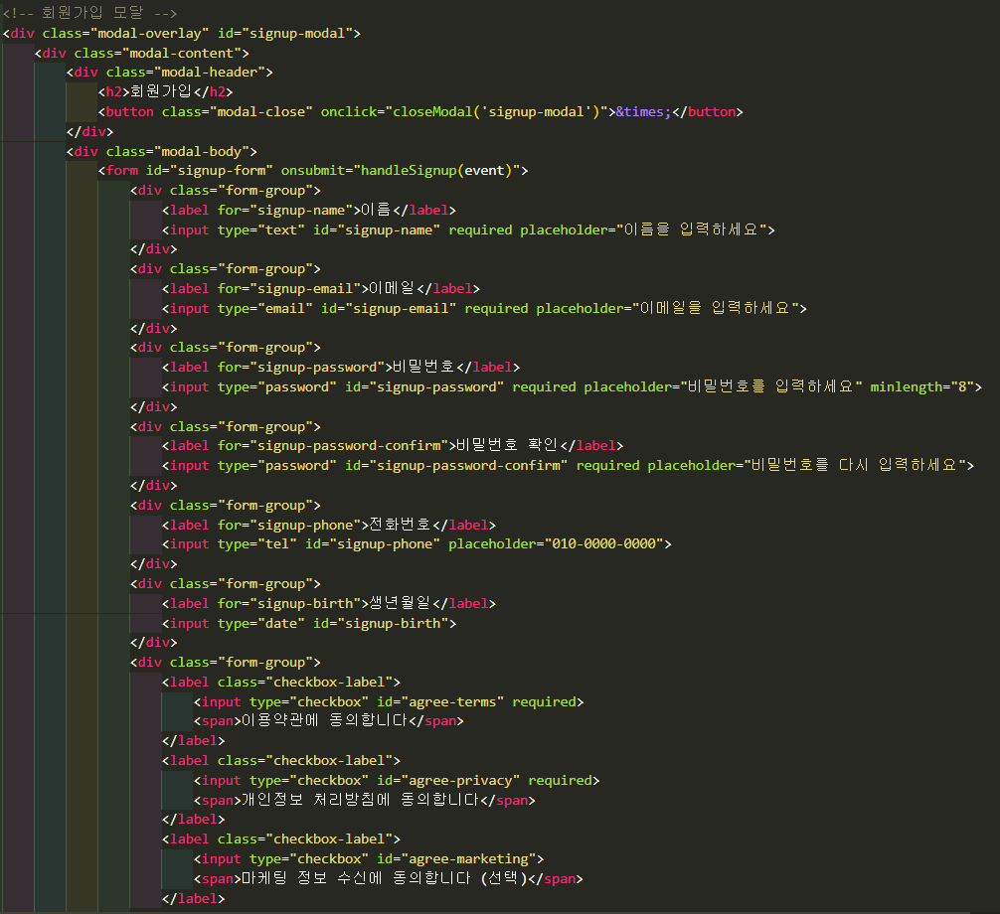 <!-- 회원가입 모달 -->
<div class="modal-overlay" id="signup-modal">
    <div class="modal-content">
        <div class="modal-header">
            <h2>회원가입</h2>
            <button class="modal-close" onclick="closeModal('signup-modal')">&times;</button>
        </div>
        <div class="modal-body">
            <form id="signup-form" onsubmit="handleSignup(event)">
                <div class="form-group">
                    <label for="signup-name">이름</label>
                    <input type="text" id="signup-name" required placeholder="이름을 입력하세요">
                </div>
                <div class="form-group">
                    <label for="signup-email">이메일</label>
                    <input type="email" id="signup-email" required placeholder="이메일을 입력하세요">
                </div>
                <div class="form-group">
                    <label for="signup-password">비밀번호</label>
                    <input type="password" id="signup-password" required placeholder="비밀번호를 입력하세요" minlength="8">
                </div>
                <div class="form-group">
                    <label for="signup-password-confirm">비밀번호 확인</label>
                    <input type="password" id="signup-password-confirm" required placeholder="비밀번호를 다시 입력하세요">
                </div>
                <div class="form-group">
                    <label for="signup-phone">전화번호</label>
                    <input type="tel" id="signup-phone" placeholder="010-0000-0000">
                </div>
                <div class="form-group">
                    <label for="signup-birth">생년월일</label>
                    <input type="date" id="signup-birth">
                </div>
                <div class="form-group">
                    <label class="checkbox-label">
                        <input type="checkbox" id="agree-terms" required>
                        <span>이용약관에 동의합니다</span>
                    </label>
                    <label class="checkbox-label">
                        <input type="checkbox" id="agree-privacy" required>
                        <span>개인정보 처리방침에 동의합니다</span>
                    </label>
                    <label class="checkbox-label">
                        <input type="checkbox" id="agree-marketing">
                        <span>마케팅 정보 수신에 동의합니다 (선택)</span>
                    </label>